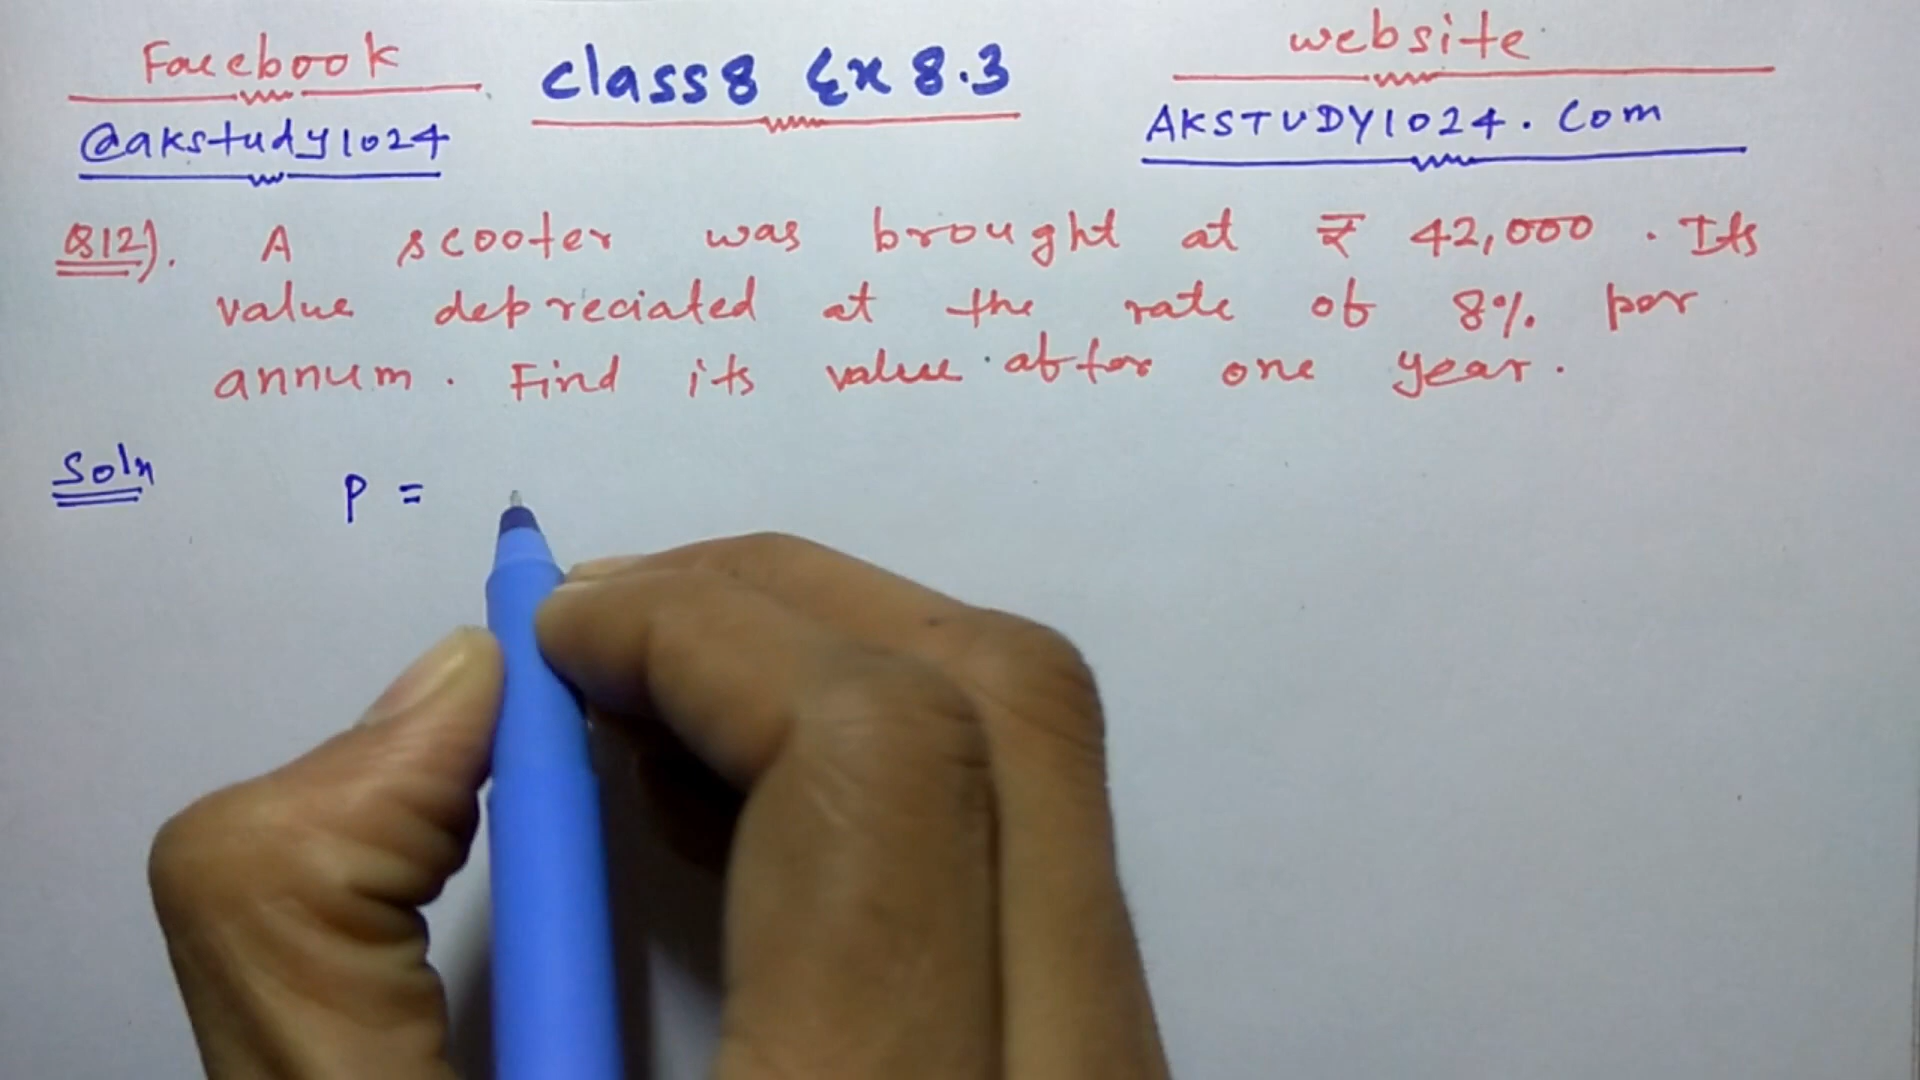 Facebook
@akstudy1024
class8 Ex 8.3
website
AKSTUDY1024.Com
Q12). A scooter was brought at ₹ 42,000 . Its
value depreciated at the rate of 8% per
annum . Find its value after one year .
Soln P =